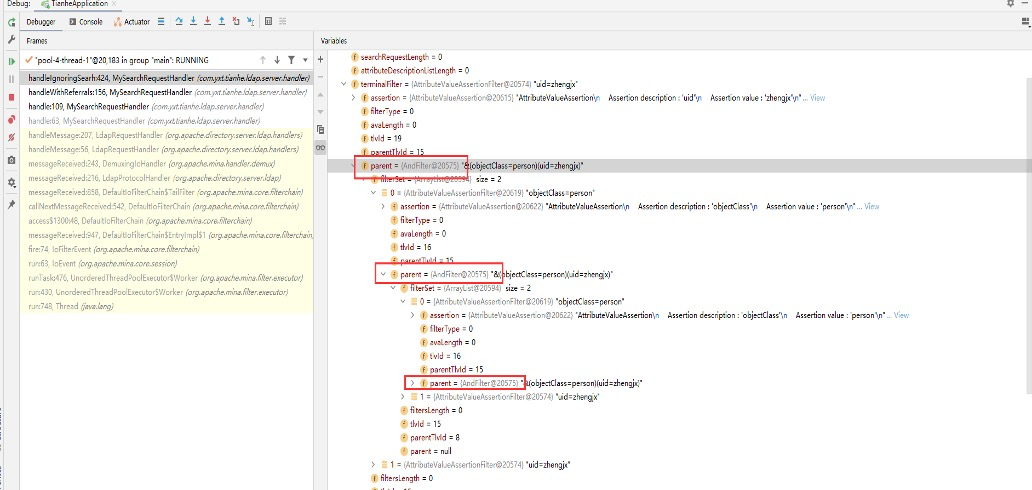 Debug: TianheApplication
Debugger Console Actuator
Frames
"pool-4-thread-1"@20,183 in group "main": RUNNING
handleIgnoringSearh:424, MySearchRequestHandler (com.yxt.tianhe.ldap.server.handler)
handleWithReferrals:156, MySearchRequestHandler (com.yxt.tianhe.ldap.server.handler)
handle:109, MySearchRequestHandler (com.yxt.tianhe.ldap.server.handler)
handle:63, MySearchRequestHandler (com.yxt.tianhe.ldap.server.handler)
handleMessage:207, LdapRequestHandler (org.apache.directory.server.ldap.handlers)
handleMessage:56, LdapRequestHandler (org.apache.directory.server.ldap.handlers)
messageReceived:243, DemuxingIoHandler (org.apache.mina.handler.demux)
messageReceived:216, LdapProtocolHandler (org.apache.directory.server.ldap)
messageReceived:858, DefaultIoFilterChain$TailFilter (org.apache.mina.core.filterchain)
callNextMessageReceived:542, DefaultIoFilterChain (org.apache.mina.core.filterchain)
access$1300:48, DefaultIoFilterChain (org.apache.mina.core.filterchain)
messageReceived:947, DefaultIoFilterChain$EntryImpl$1 (org.apache.mina.core.filterchain)
fire:74, IoFilterEvent (org.apache.mina.core.filterchain)
run:63, IoEvent (org.apache.mina.core.session)
runTask:476, UnorderedThreadPoolExecutor$Worker (org.apache.mina.filter.executor)
run:430, UnorderedThreadPoolExecutor$Worker (org.apache.mina.filter.executor)
run:748, Thread (java.lang)
Variables
searchRequestLength = 0
attributeDescriptionListLength = 0
terminalFilter = {AttributeValueAssertionFilter@20574} "uid=zhengjx"
assertion = {AttributeValueAssertion@20615} "AttributeValueAssertion\n Assertion description : 'uid'\n Assertion value : 'zhengjx'\n"... View
filterType = 0
avaLength = 0
tlvId = 19
parentTlvId = 15
parent = {AndFilter@20575} "&(objectClass=person)(uid=zhengjx)"
filterSet = {ArrayList@20594} size = 2
0 = {AttributeValueAssertionFilter@20619} "objectClass=person"
assertion = {AttributeValueAssertion@20622} "AttributeValueAssertion\n Assertion description : 'objectClass'\n Assertion value : 'person'\n"... View
filterType = 0
avaLength = 0
tlvId = 16
parentTlvId = 15
parent = {AndFilter@20575} "&(objectClass=person)(uid=zhengjx)"
filterSet = {ArrayList@20594} size = 2
0 = {AttributeValueAssertionFilter@20619} "objectClass=person"
assertion = {AttributeValueAssertion@20622} "AttributeValueAssertion\n Assertion description : 'objectClass'\n Assertion value : 'person'\n"... View
filterType = 0
avaLength = 0
tlvId = 16
parentTlvId = 15
parent = {AndFilter@20575} "&(objectClass=person)(uid=zhengjx)"
1 = {AttributeValueAssertionFilter@20574} "uid=zhengjx"
filtersLength = 0
tlvId = 15
parentTlvId = 8
parent = null
1 = {AttributeValueAssertionFilter@20574} "uid=zhengjx"
filtersLength = 0